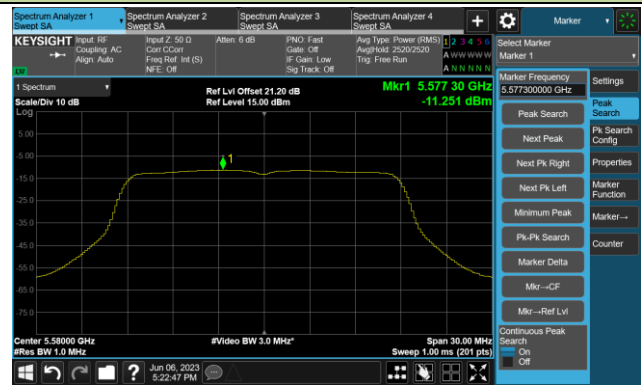 Spectrum Analyzer 1
Swept SA
Spectrum Analyzer 2
Swept SA
Spectrum Analyzer 3
Swept SA
Spectrum Analyzer 4
Swept SA
+
Marker
KEYSIGHT
Input: RF
Coupling: AC
Align: Auto
Input Z: 50 Ω
Corr CCorr
Freq Ref: Int (S)
NFE: Off
Atten: 6 dB
PNO: Fast
Gate: Off
IF Gain: Low
Sig Track: Off
Avg Type: Power (RMS)
Avg|Hold: 2520/2520
Trig: Free Run
1 2 3 4 5 6
A W W W W W
A N N N N N
LW
Select Marker
Marker 1
1 Spectrum
Scale/Div 10 dB
Log
Ref Lvl Offset 21.20 dB
Ref Level 15.00 dBm
Mkr1 5.577 30 GHz
-11.251 dBm
5.00
-5.00
-15.0
-25.0
-35.0
-45.0
-55.0
-65.0
-75.0
1
Center 5.58000 GHz
#Res BW 1.0 MHz
#Video BW 3.0 MHz*
Span 30.00 MHz
Sweep 1.00 ms (201 pts)
Marker Frequency
5.577300000 GHz
Peak Search
Next Peak
Next Pk Right
Next Pk Left
Minimum Peak
Pk-Pk Search
Marker Delta
Mkr→CF
Mkr→Ref Lvl
Continuous Peak
Search
On
Off
Settings
Peak
Search
Pk Search
Config
Properties
Marker
Function
Marker→
Counter
?
Jun 06, 2023
5:22:47 PM